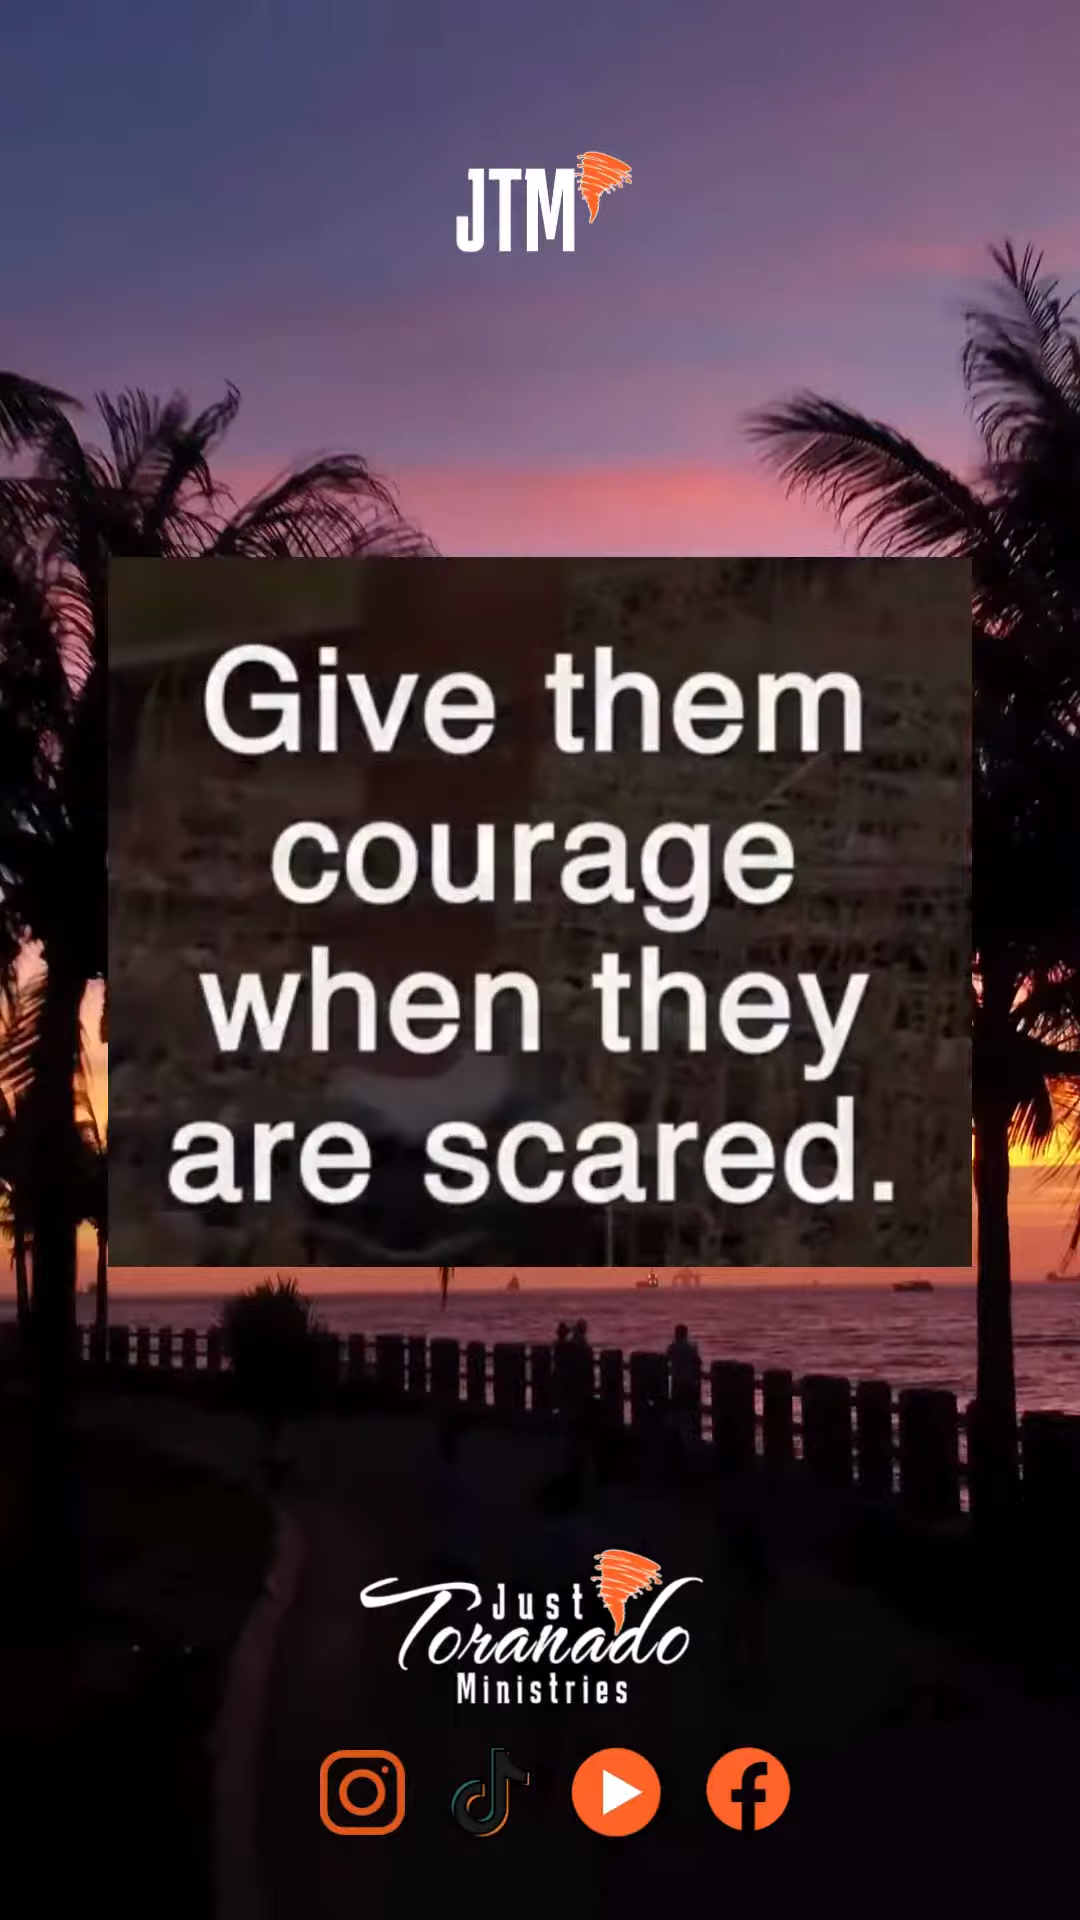 JTM
Give them
courage
when they
are scared.
Just
Toranado
Ministries